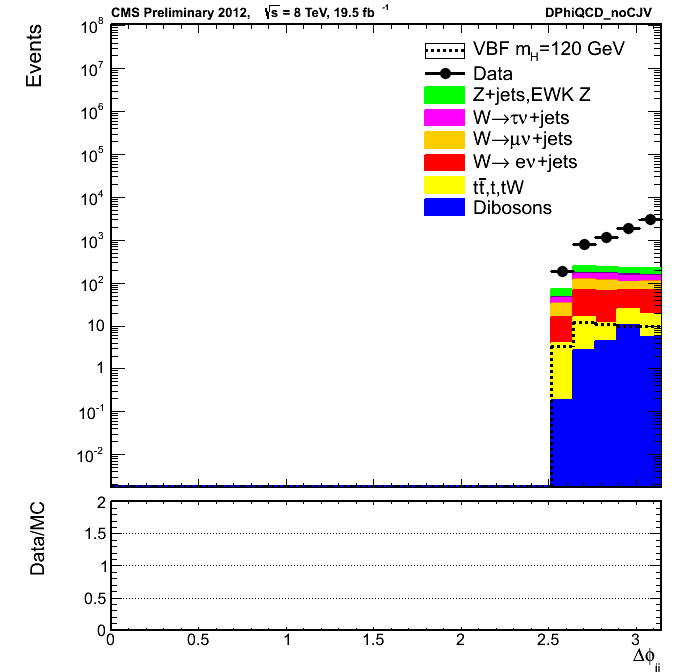 CMS Preliminary 2012, √s = 8 TeV, 19.5 fb⁻¹ DPhiQCD_noCJV
Events
10⁸
10⁷
10⁶
10⁵
10⁴
10³
10²
10
1
10⁻¹
10⁻²
VBF m_H=120 GeV
Data
Z+jets,EWK Z
W→τν+jets
W→μν+jets
W→ eν+jets
tt̄,t,tW
Dibosons
Data/MC
2
1.5
1
0.5
0
0 0.5 1 1.5 2 2.5 3
Δϕ_jj